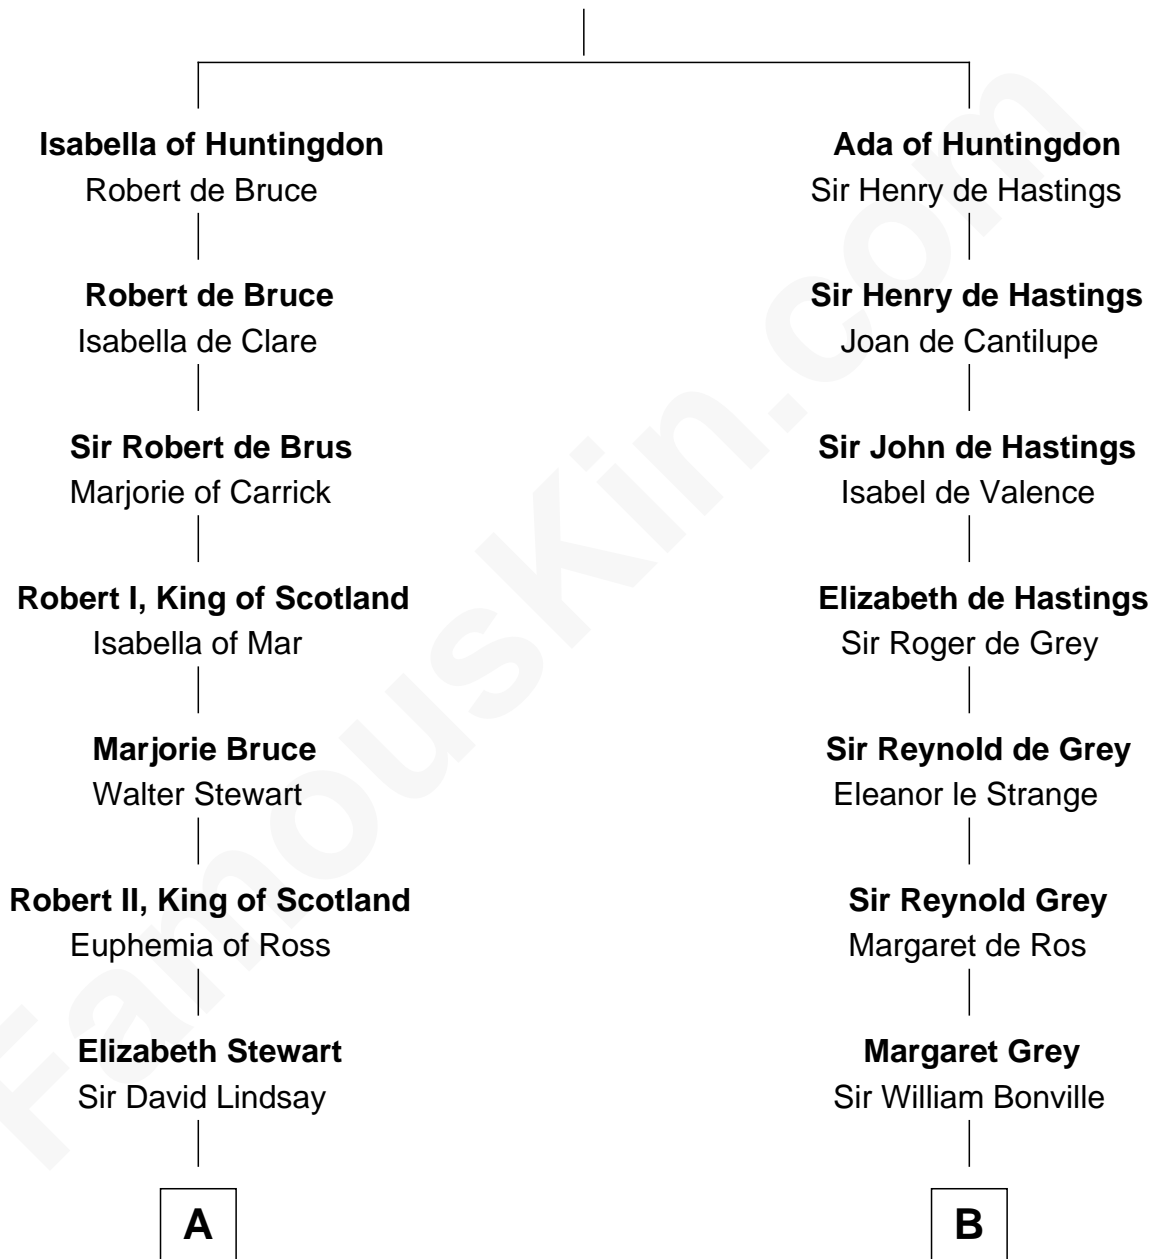 Isabella of Huntingdon
Robert de Bruce
Robert de Bruce
Isabella de Clare
Sir Robert de Brus
Marjorie of Carrick
Robert I, King of Scotland
Isabella of Mar
Marjorie Bruce
Walter Stewart
Robert II, King of Scotland
Euphemia of Ross
Elizabeth Stewart
Sir David Lindsay
A
Ada of Huntingdon
Sir Henry de Hastings
Sir Henry de Hastings
Joan de Cantilupe
Sir John de Hastings
Isabel de Valence
Elizabeth de Hastings
Sir Roger de Grey
Sir Reynold de Grey
Eleanor le Strange
Sir Reynold Grey
Margaret de Ros
Margaret Grey
Sir William Bonville
B
FamousKin.com